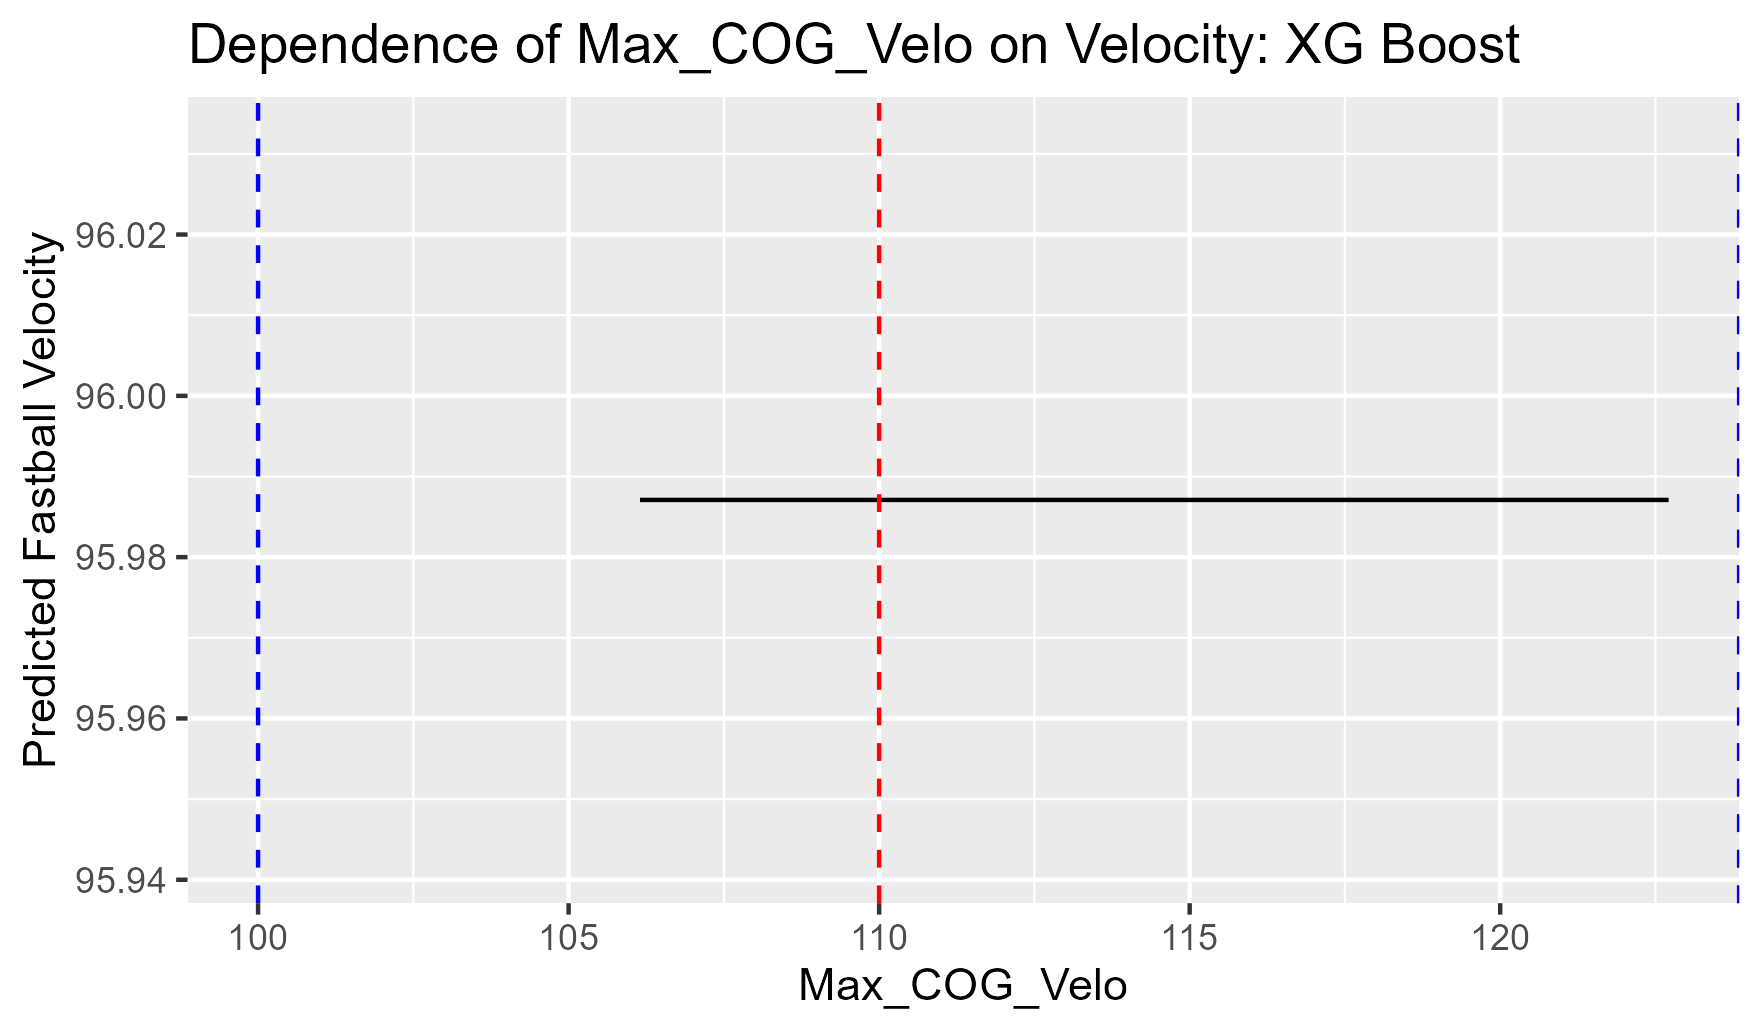 Dependence of Max_COG_Velo on Velocity: XG Boost
Predicted Fastball Velocity
96.02
96.00
95.98
95.96
95.94
100 105 110 115 120
Max_COG_Velo